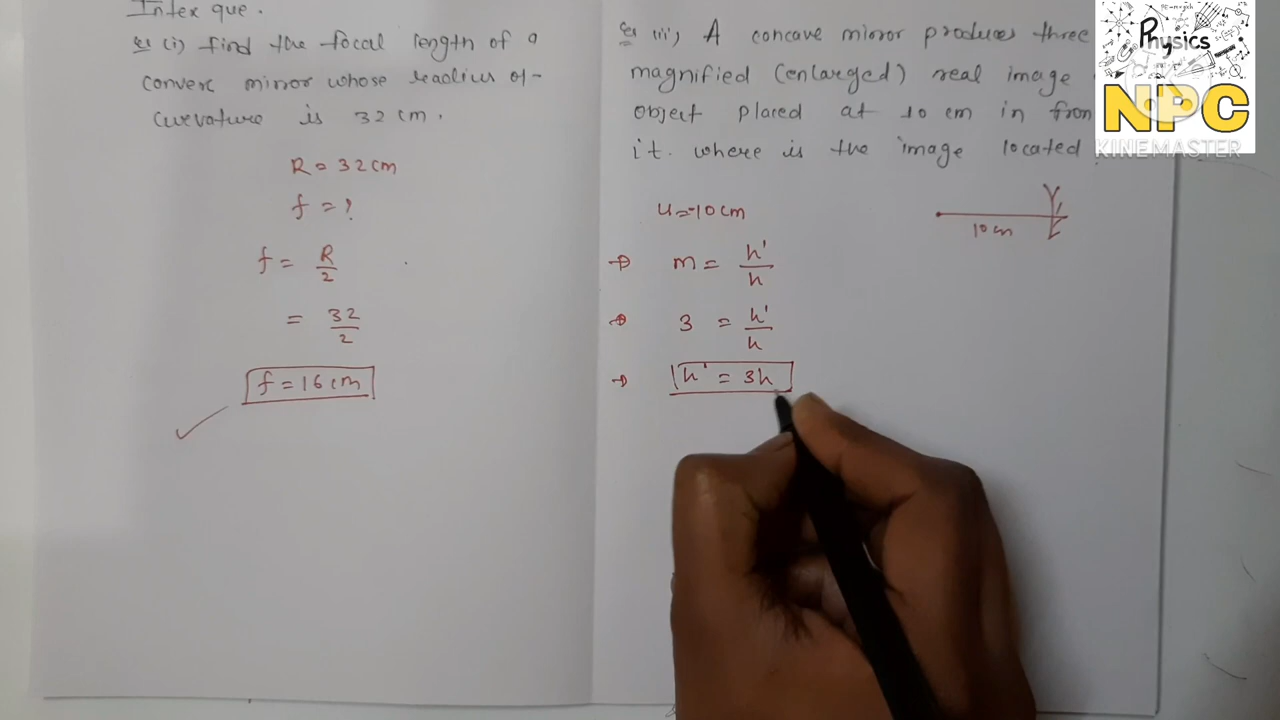 Intex que.
Q (i) find the focal length of a
convex mirror whose readius of-
curvature is 32 cm.
R = 32 cm
f = ?
f = R/2
= 32/2
f = 16 cm
Q (ii) A concave mirror produces three
magnified (enlarged) real image
object placed at 10 cm in fron
it. where is the image located
u = -10 cm
10 cm
→ m = h'/h
→ 3 = h'/h
→ h' = 3h
Physics
NPC
KINEMASTER